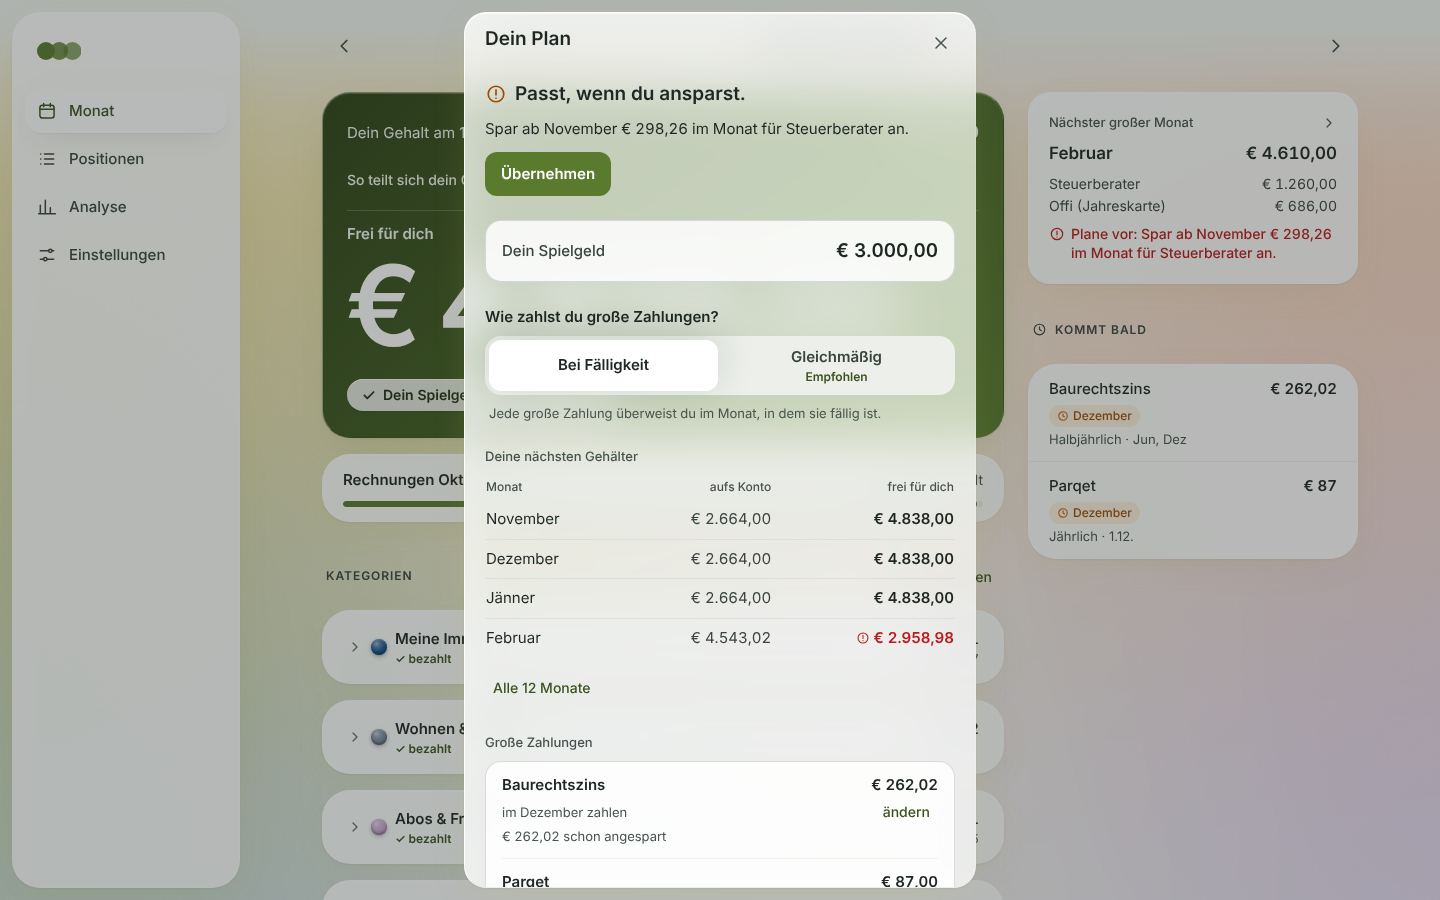 Monat
Positionen
Analyse
Einstellungen
Dein Gehalt am
So teilt sich dein
Frei für dich
€
Rechnungen Okt
KATEGORIEN
✓ bezahlt
Wohnen &
✓ bezahlt
✓ bezahlt
Dein Plan
Passt, wenn du ansparst.
Spar ab November € 298,26 im Monat für Steuerberater an.
Übernehmen
Dein Spielgeld
€ 3.000,00
Wie zahlst du große Zahlungen?
Bei Fälligkeit
Gleichmäßig
Empfohlen
Jede große Zahlung überweist du im Monat, in dem sie fällig ist.
Deine nächsten Gehälter
Monat aufs Konto frei für dich
November € 2.664,00 € 4.838,00
Dezember € 2.664,00 € 4.838,00
Jänner € 2.664,00 € 4.838,00
Februar € 4.543,02 € 2.958,98
Alle 12 Monate
Große Zahlungen
Baurechtszins € 262,02
im Dezember zahlen ändern
€ 262,02 schon angespart
Parqet € 87,00
Nächster großer Monat
Februar € 4.610,00
Steuerberater € 1.260,00
Offi (Jahreskarte) € 686,00
Plane vor: Spar ab November € 298,26
im Monat für Steuerberater an.
KOMMT BALD
Baurechtszins € 262,02
Dezember
Halbjährlich · Jun, Dez
Parqet € 87
Dezember
Jährlich · 1.12.